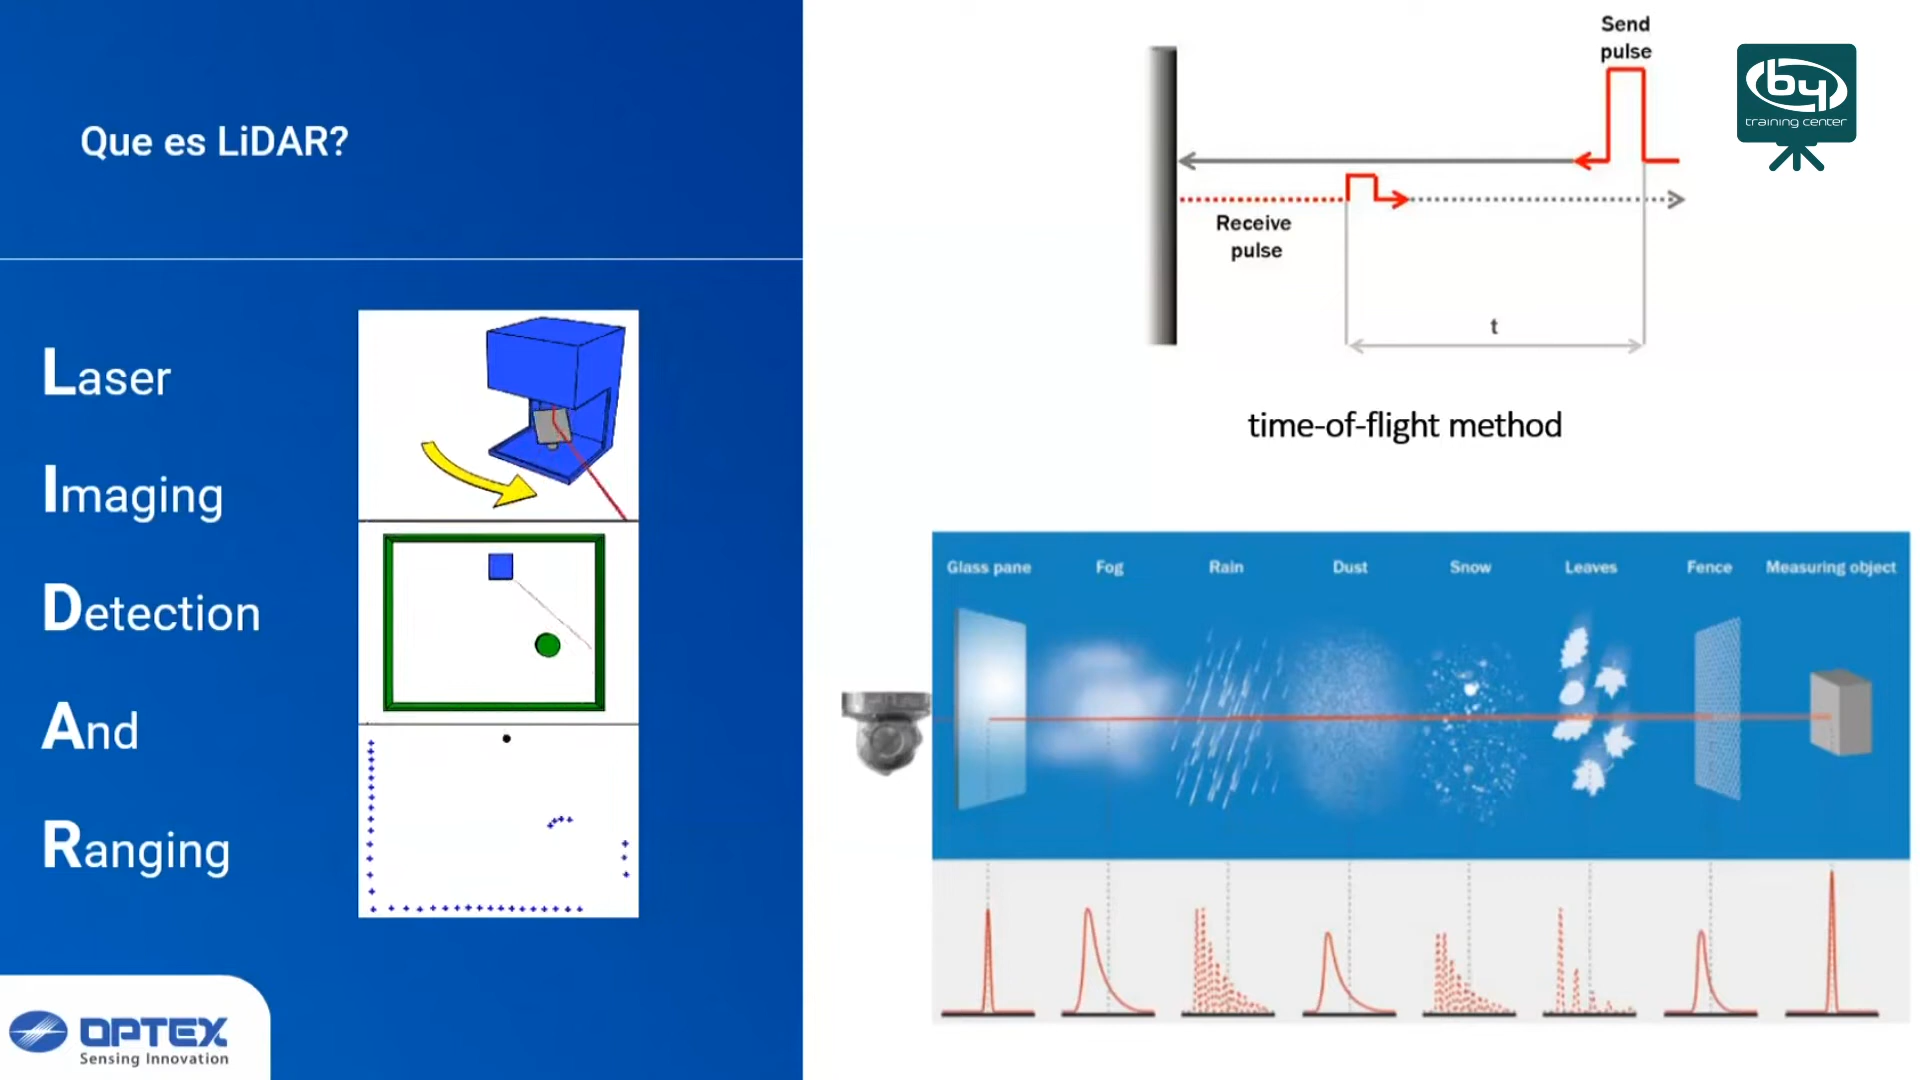 Que es LiDAR?
Laser
Imaging
Detection
And
Ranging
OPTEX
Sensing Innovation
Send
pulse
by
training center
Receive
pulse
t
time-of-flight method
Glass pane Fog Rain Dust Snow Leaves Fence Measuring object